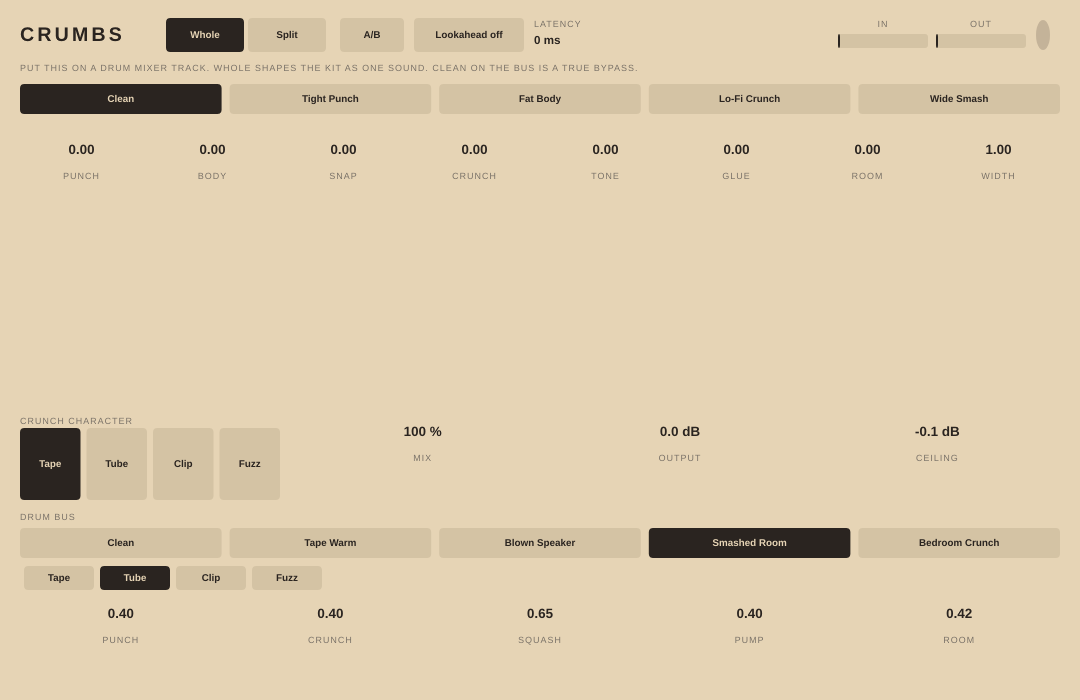 CRUMBS
Whole
Split
A/B
Lookahead off
LATENCY
0 ms
IN
OUT
PUT THIS ON A DRUM MIXER TRACK. WHOLE SHAPES THE KIT AS ONE SOUND. CLEAN ON THE BUS IS A TRUE BYPASS.
Clean
Tight Punch
Fat Body
Lo-Fi Crunch
Wide Smash
0.00 0.00 0.00 0.00 0.00 0.00 0.00 1.00
PUNCH BODY SNAP CRUNCH TONE GLUE ROOM WIDTH
CRUNCH CHARACTER
Tape
Tube
Clip
Fuzz
100 % 0.0 dB -0.1 dB
MIX OUTPUT CEILING
DRUM BUS
Clean
Tape Warm
Blown Speaker
Smashed Room
Bedroom Crunch
Tape
Tube
Clip
Fuzz
0.40 0.40 0.65 0.40 0.42
PUNCH CRUNCH SQUASH PUMP ROOM